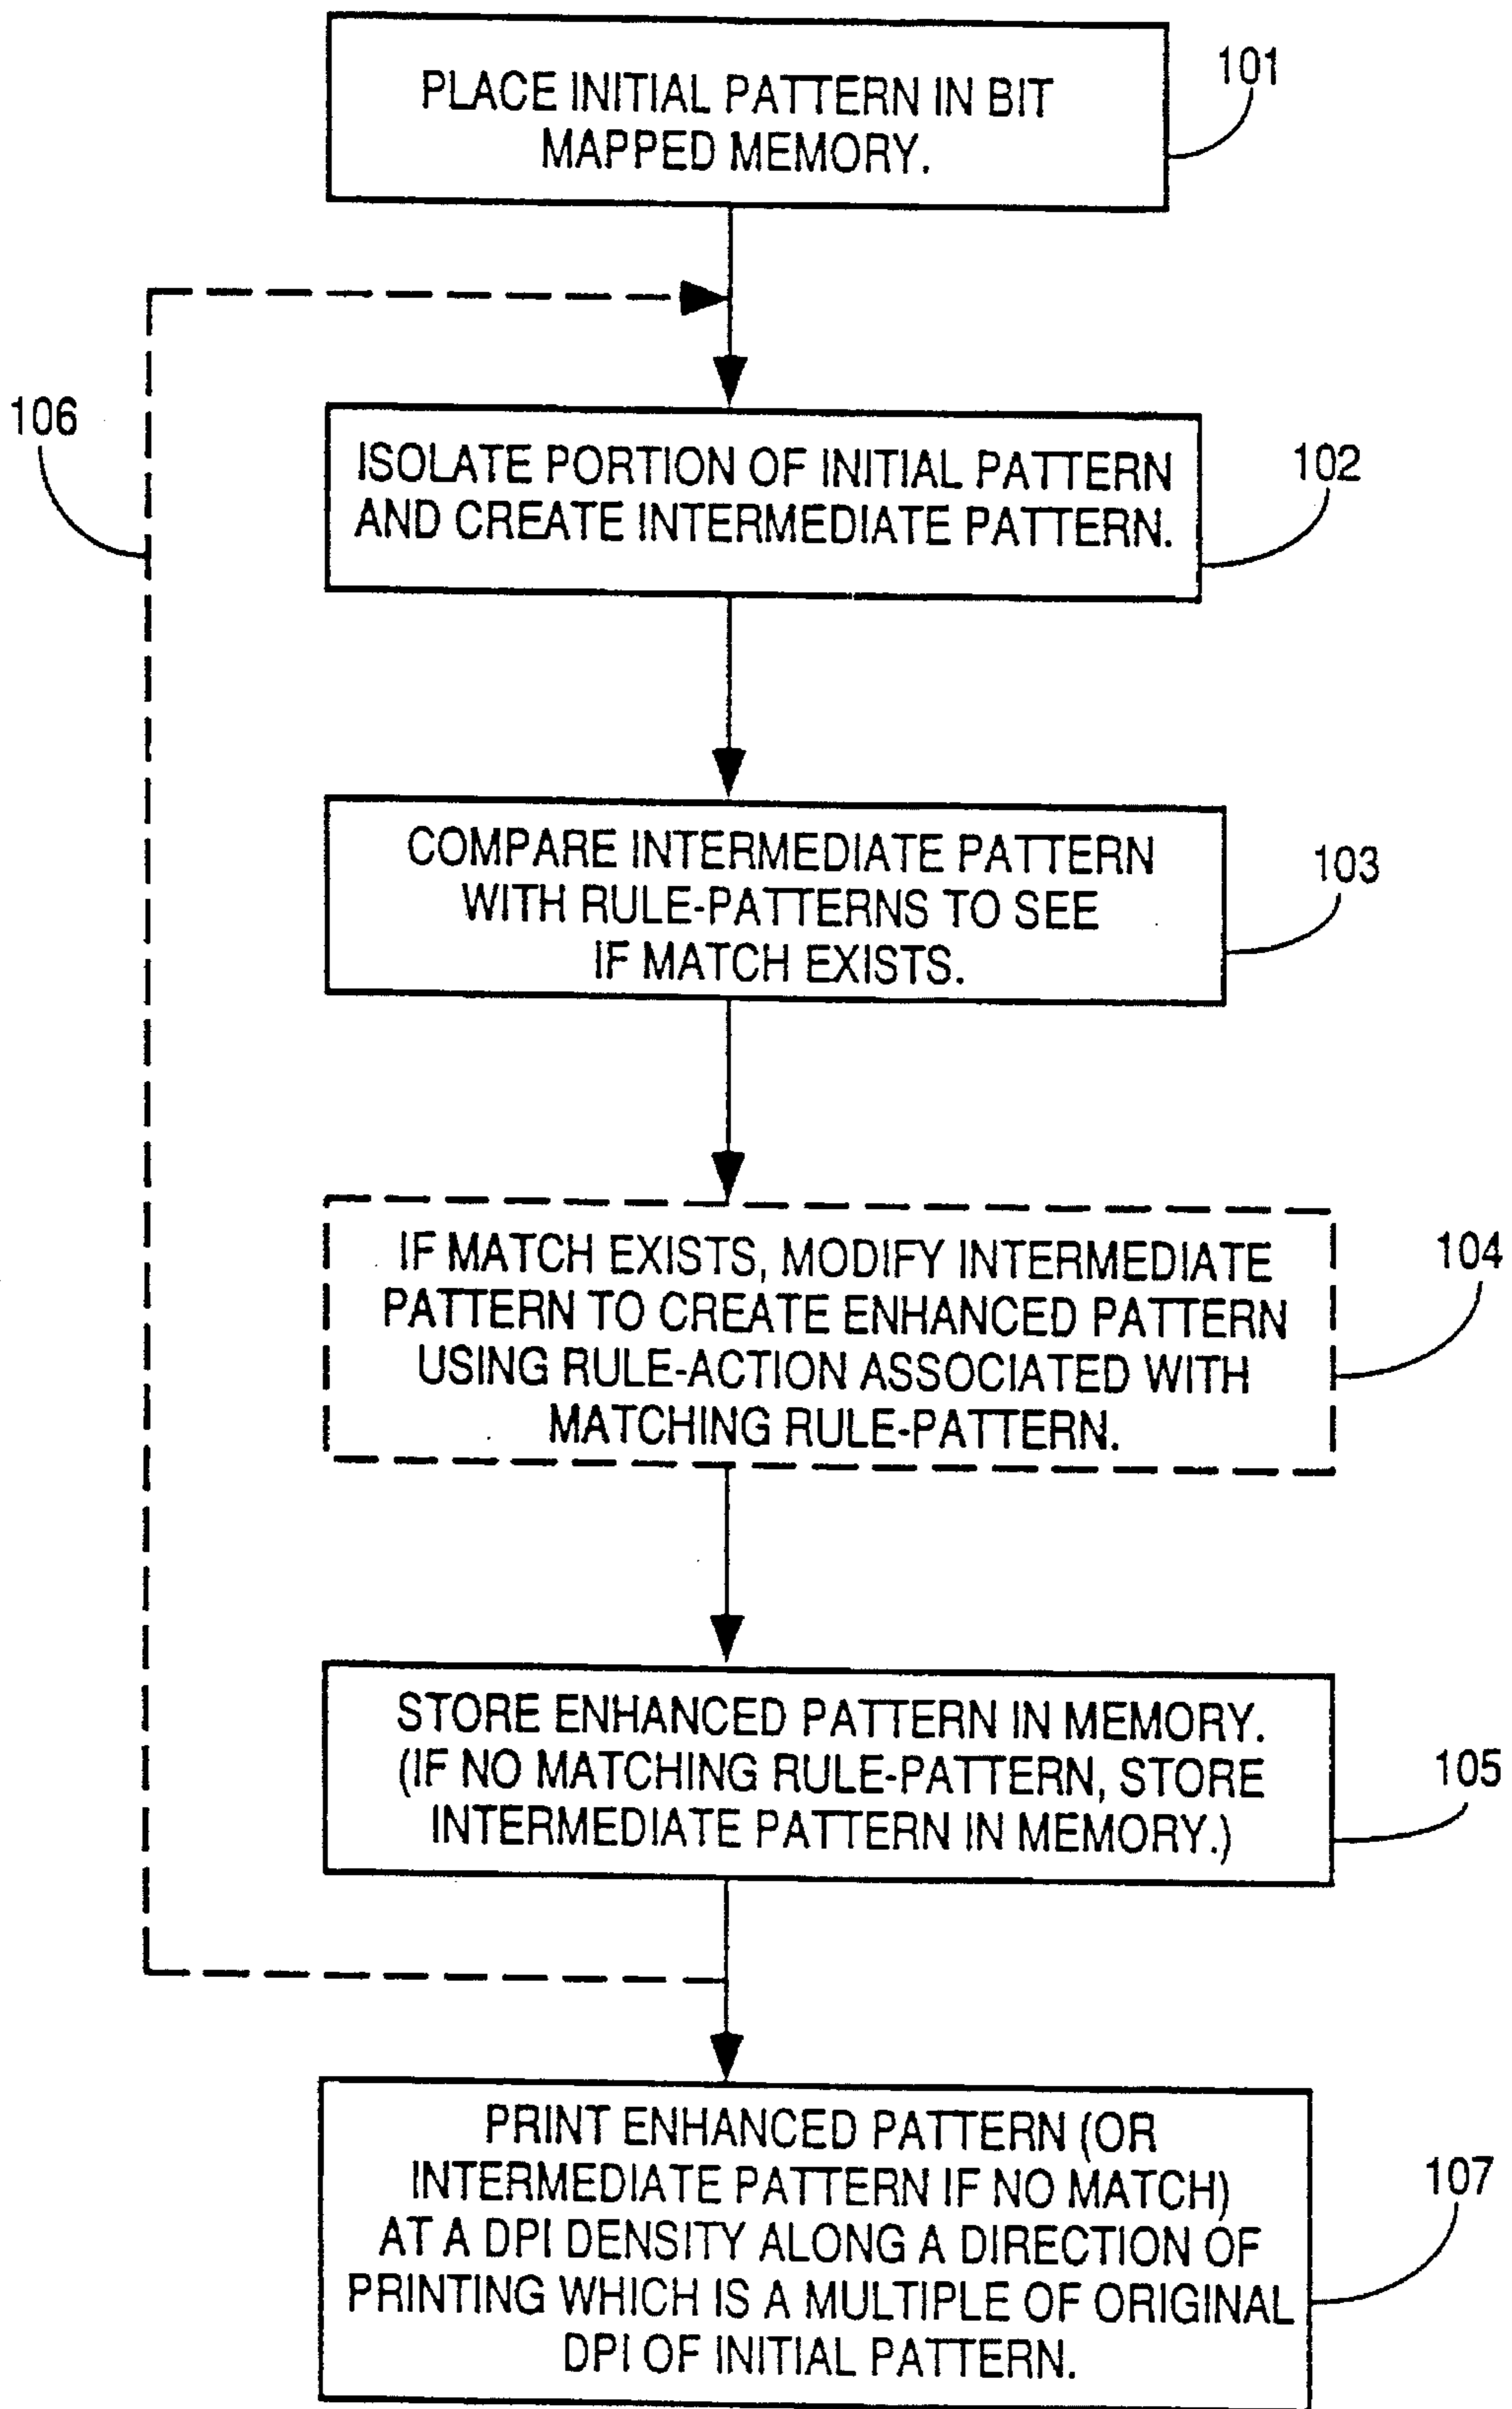 PLACE INITIAL PATTERN IN BIT
MAPPED MEMORY.
101
106
ISOLATE PORTION OF INITIAL PATTERN
AND CREATE INTERMEDIATE PATTERN.
102
COMPARE INTERMEDIATE PATTERN
WITH RULE-PATTERNS TO SEE
IF MATCH EXISTS.
103
IF MATCH EXISTS, MODIFY INTERMEDIATE
PATTERN TO CREATE ENHANCED PATTERN
USING RULE-ACTION ASSOCIATED WITH
MATCHING RULE-PATTERN.
104
STORE ENHANCED PATTERN IN MEMORY.
(IF NO MATCHING RULE-PATTERN, STORE
INTERMEDIATE PATTERN IN MEMORY.)
105
PRINT ENHANCED PATTERN (OR
INTERMEDIATE PATTERN IF NO MATCH)
AT A DPI DENSITY ALONG A DIRECTION OF
PRINTING WHICH IS A MULTIPLE OF ORIGINAL
DPI OF INITIAL PATTERN.
107